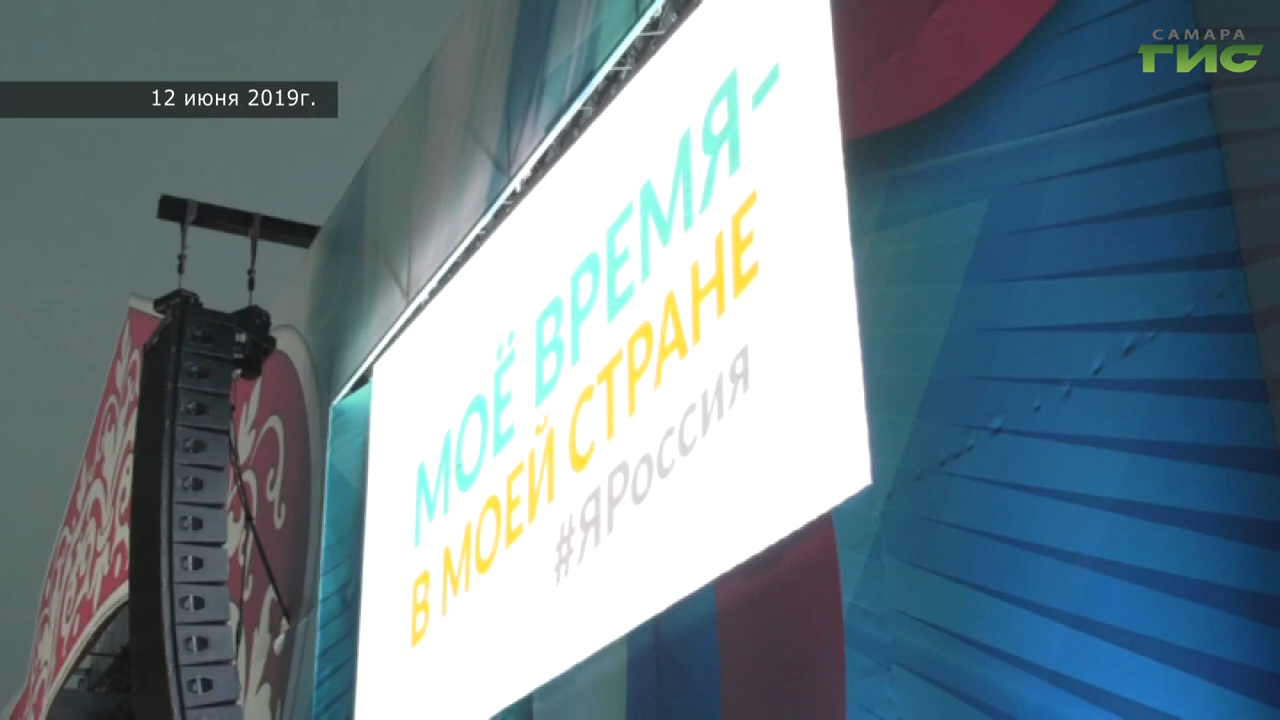 САМАРА
ГИС
12 июня 2019г.
МОЁ ВРЕМЯ-
В МОЕЙ СТРАНЕ
#ЯРОССИЯ